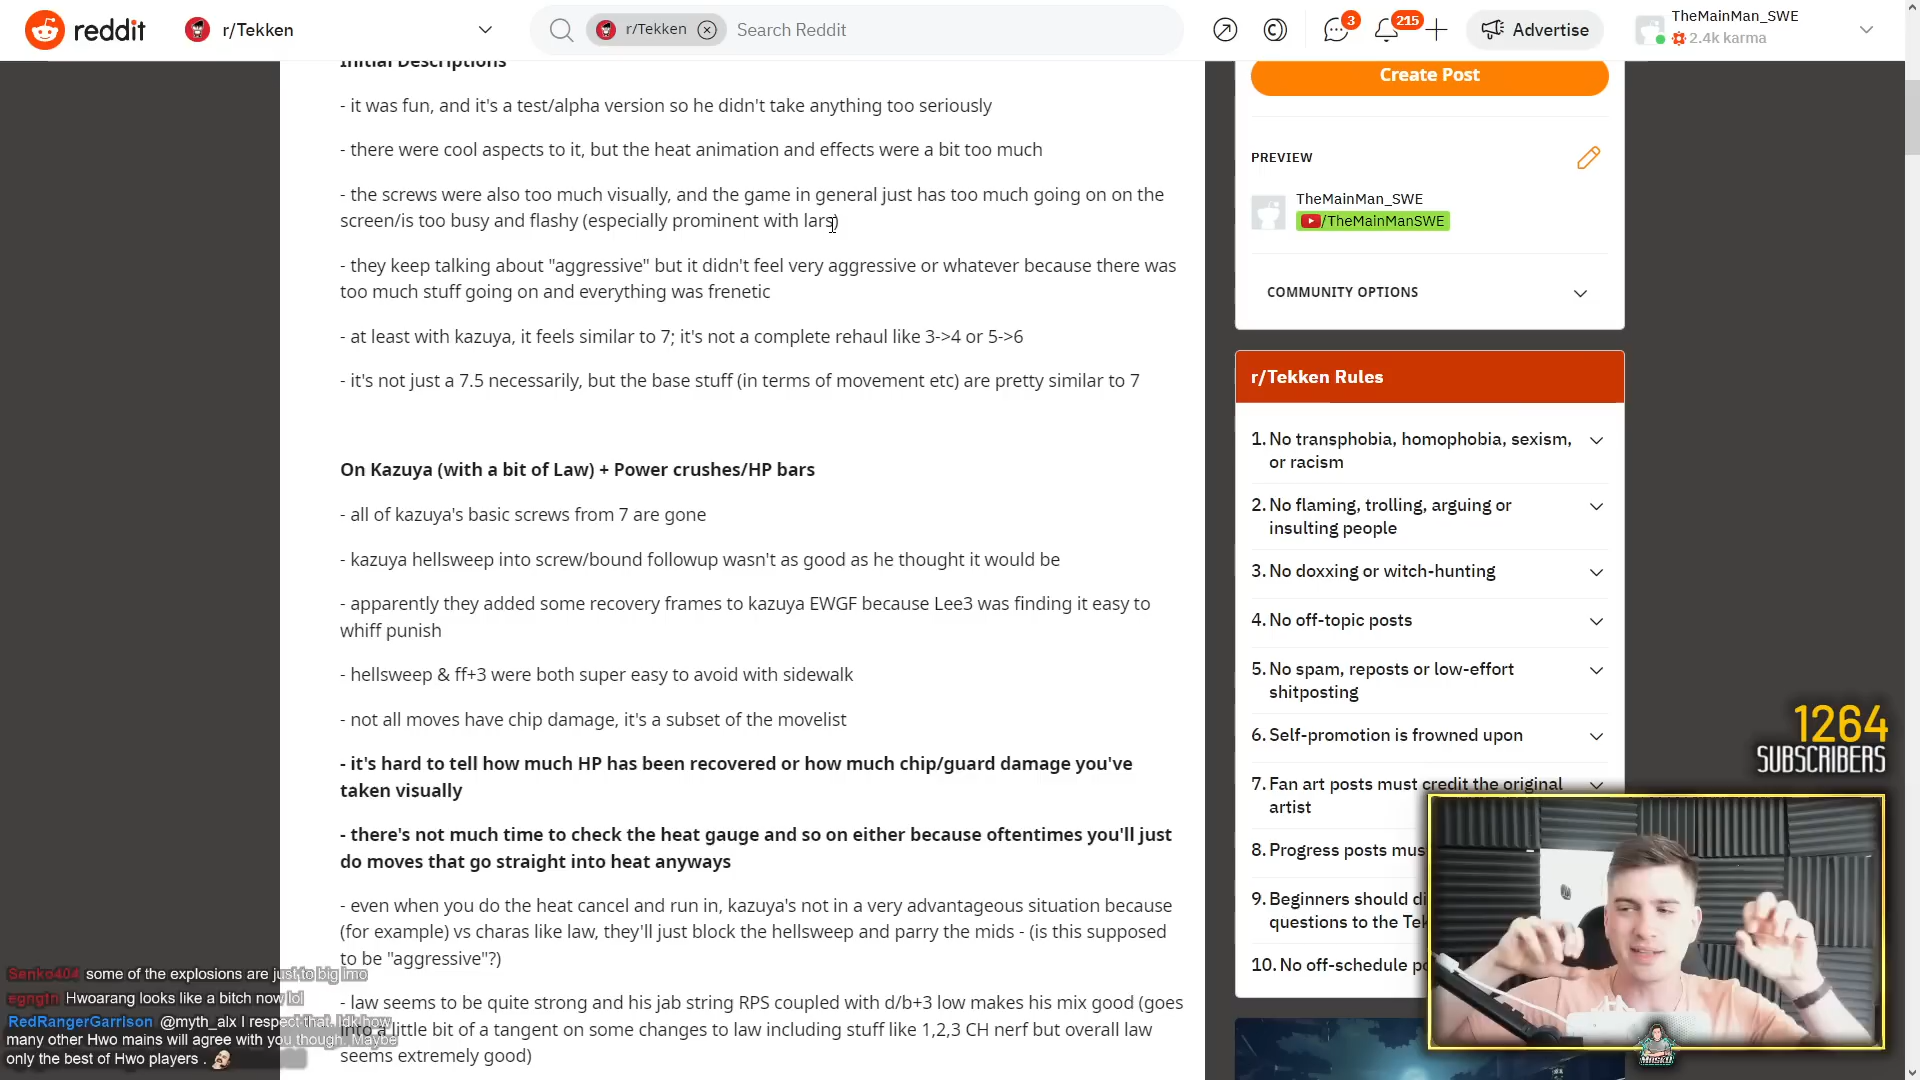 reddit
r/Tekken
r/Tekken
Search Reddit
3
215
Advertise
TheMainMan_SWE
2.4k karma
Initial Descriptions
- it was fun, and it's a test/alpha version so he didn't take anything too seriously
- there were cool aspects to it, but the heat animation and effects were a bit too much
- the screws were also too much visually, and the game in general just has too much going on on the
screen/is too busy and flashy (especially prominent with lars)
- they keep talking about "aggressive" but it didn't feel very aggressive or whatever because there was
too much stuff going on and everything was frenetic
- at least with kazuya, it feels similar to 7; it's not a complete rehaul like 3->4 or 5->6
- it's not just a 7.5 necessarily, but the base stuff (in terms of movement etc) are pretty similar to 7
On Kazuya (with a bit of Law) + Power crushes/HP bars
- all of kazuya's basic screws from 7 are gone
- kazuya hellsweep into screw/bound followup wasn't as good as he thought it would be
- apparently they added some recovery frames to kazuya EWGF because Lee3 was finding it easy to
whiff punish
- hellsweep & ff+3 were both super easy to avoid with sidewalk
- not all moves have chip damage, it's a subset of the movelist
- it's hard to tell how much HP has been recovered or how much chip/guard damage you've
taken visually
- there's not much time to check the heat gauge and so on either because oftentimes you'll just
do moves that go straight into heat anyways
- even when you do the heat cancel and run in, kazuya's not in a very advantageous situation because
(for example) vs charas like law, they'll just block the hellsweep and parry the mids - (is this supposed
to be "aggressive"?)
- law seems to be quite strong and his jab string RPS coupled with d/b+3 low makes his mix good (goes
into a little bit of a tangent on some changes to law including stuff like 1,2,3 CH nerf but overall law
seems extremely good)
Create Post
PREVIEW
TheMainMan_SWE
/TheMainManSWE
COMMUNITY OPTIONS
r/Tekken Rules
1. No transphobia, homophobia, sexism,
or racism
2. No flaming, trolling, arguing or
insulting people
3. No doxxing or witch-hunting
4. No off-topic posts
5. No spam, reposts or low-effort
shitposting
6. Self-promotion is frowned upon
7. Fan art posts must credit the original
artist
8. Progress posts mus
9. Beginners should di
questions to the Tek
10. No off-schedule po
1264
SUBSCRIBERS
Senko404 some of the explosions are just to big imo
egngin Hwoarang looks like a bitch now lol
RedRangerGarrison @myth_alx I respect that. Idk how
many other Hwo mains will agree with you though. Maybe
only the best of Hwo players .